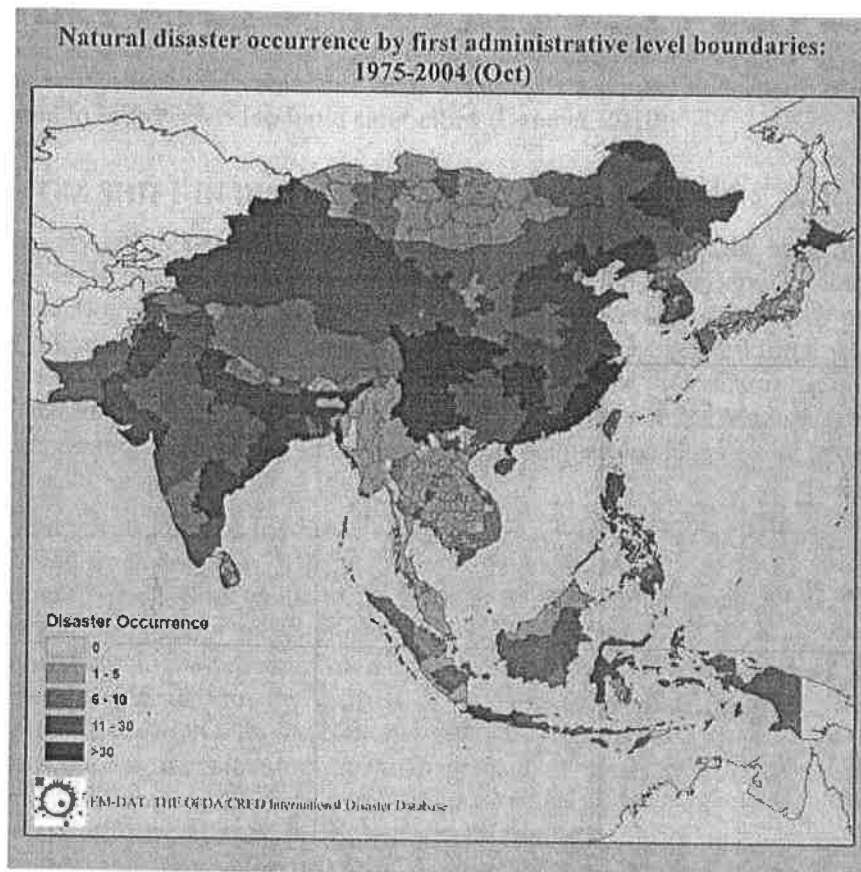 Natural disaster occurrence by first administrative level boundaries:
1975-2004 (Oct)
Disaster Occurrence
0
1 - 5
6 - 10
11 - 30
>30
EM-DAT: THE OFDA/CRED International Disaster Database